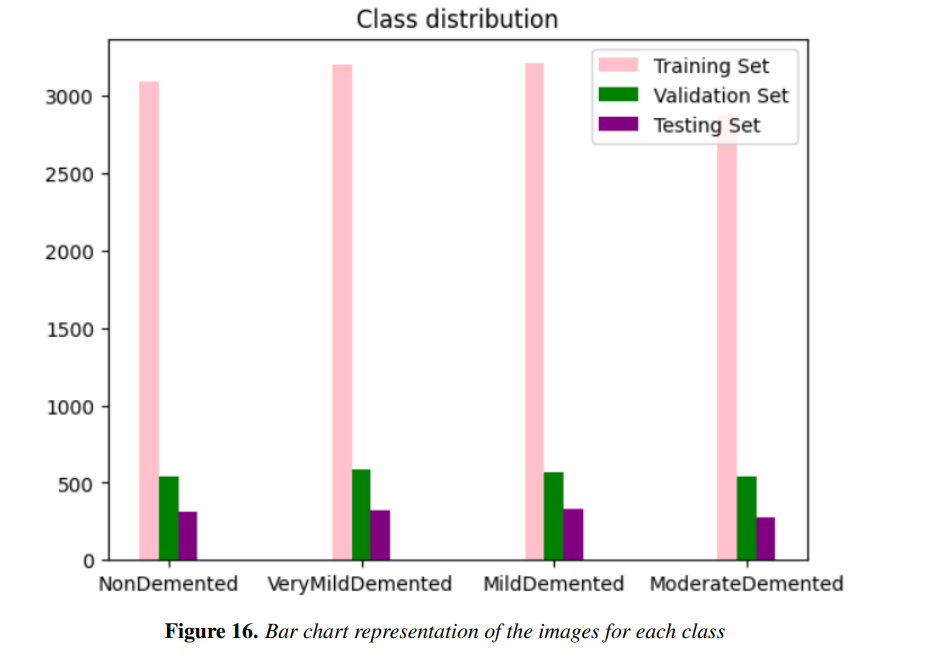 Class distribution
Training Set
Validation Set
Testing Set
3000
2500
2000
1500
1000
500
0
NonDemented VeryMildDemented MildDemented ModerateDemented
Figure 16. Bar chart representation of the images for each class